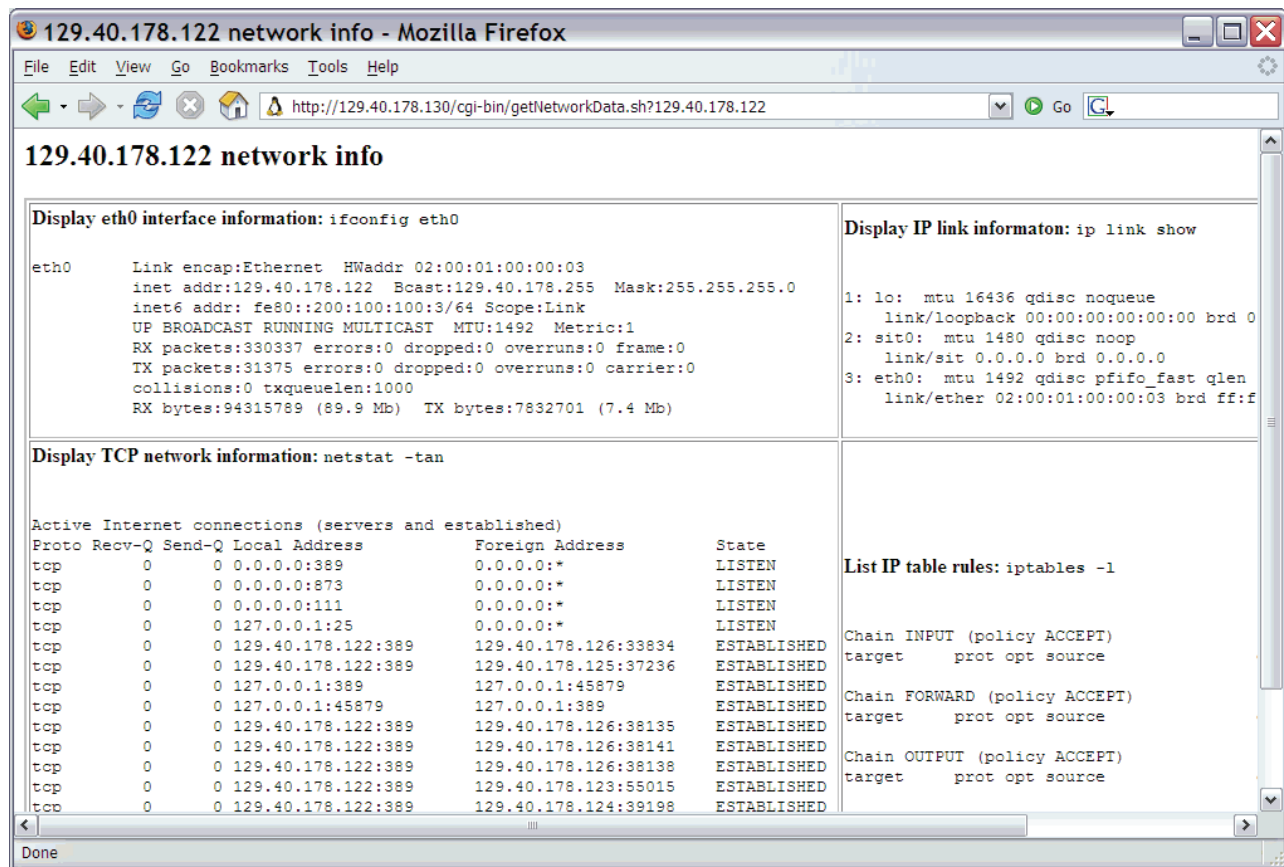 129.40.178.122 network info - Mozilla Firefox
File Edit View Go Bookmarks Tools Help
http://129.40.178.130/cgi-bin/getNetworkData.sh?129.40.178.122 Go G
129.40.178.122 network info
Display eth0 interface information: ifconfig eth0
eth0 Link encap:Ethernet HWaddr 02:00:01:00:00:03
inet addr:129.40.178.122 Bcast:129.40.178.255 Mask:255.255.255.0
inet6 addr: fe80::200:100:100:3/64 Scope:Link
UP BROADCAST RUNNING MULTICAST MTU:1492 Metric:1
RX packets:330337 errors:0 dropped:0 overruns:0 frame:0
TX packets:31375 errors:0 dropped:0 overruns:0 carrier:0
collisions:0 txqueuelen:1000
RX bytes:94315789 (89.9 Mb) TX bytes:7832701 (7.4 Mb)
Display IP link informaton: ip link show
1: lo: mtu 16436 qdisc noqueue
link/loopback 00:00:00:00:00:00 brd 0
2: sit0: mtu 1480 qdisc noop
link/sit 0.0.0.0 brd 0.0.0.0
3: eth0: mtu 1492 qdisc pfifo_fast qlen
link/ether 02:00:01:00:00:03 brd ff:f
Display TCP network information: netstat -tan
Active Internet connections (servers and established)
Proto Recv-Q Send-Q Local Address Foreign Address State
tcp 0 0 0.0.0.0:389 0.0.0.0:* LISTEN
tcp 0 0 0.0.0.0:873 0.0.0.0:* LISTEN
tcp 0 0 0.0.0.0:111 0.0.0.0:* LISTEN
tcp 0 0 127.0.0.1:25 0.0.0.0:* LISTEN
tcp 0 0 129.40.178.122:389 129.40.178.126:33834 ESTABLISHED
tcp 0 0 129.40.178.122:389 129.40.178.125:37236 ESTABLISHED
tcp 0 0 127.0.0.1:389 127.0.0.1:45879 ESTABLISHED
tcp 0 0 127.0.0.1:45879 127.0.0.1:389 ESTABLISHED
tcp 0 0 129.40.178.122:389 129.40.178.126:38135 ESTABLISHED
tcp 0 0 129.40.178.122:389 129.40.178.126:38141 ESTABLISHED
tcp 0 0 129.40.178.122:389 129.40.178.126:38138 ESTABLISHED
tcp 0 0 129.40.178.122:389 129.40.178.123:55015 ESTABLISHED
tcp 0 0 129.40.178.122:389 129.40.178.124:39198 ESTABLISHED
List IP table rules: iptables -l
Chain INPUT (policy ACCEPT)
target prot opt source
Chain FORWARD (policy ACCEPT)
target prot opt source
Chain OUTPUT (policy ACCEPT)
target prot opt source
Done